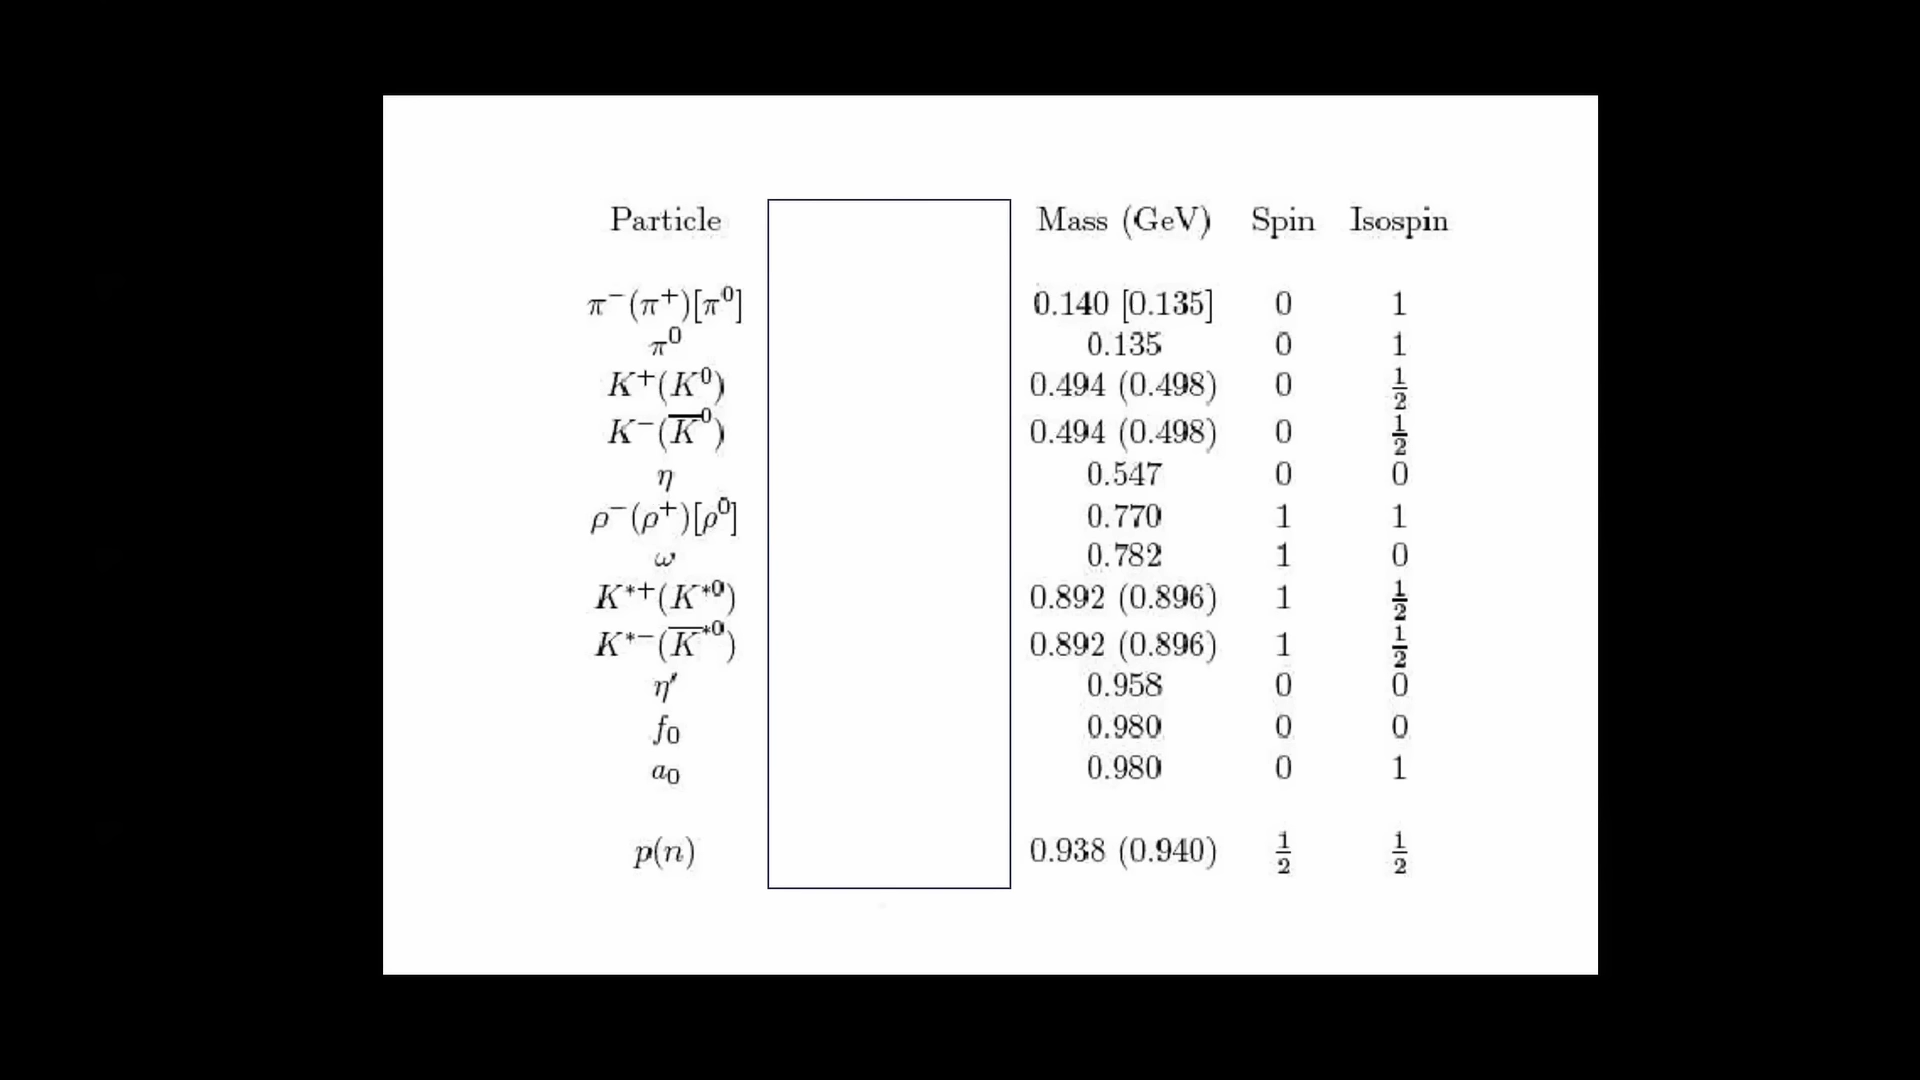 Particle Mass (GeV) Spin Isospin
π⁻(π⁺)[π⁰] 0.140 [0.135] 0 1
π⁰ 0.135 0 1
K⁺(K⁰) 0.494 (0.498) 0 1/2
K⁻(K̅⁰) 0.494 (0.498) 0 1/2
η 0.547 0 0
ρ⁻(ρ⁺)[ρ⁰] 0.770 1 1
ω 0.782 1 0
K*⁺(K*⁰) 0.892 (0.896) 1 1/2
K*⁻(K̅*⁰) 0.892 (0.896) 1 1/2
η′ 0.958 0 0
f₀ 0.980 0 0
a₀ 0.980 0 1
p(n) 0.938 (0.940) 1/2 1/2